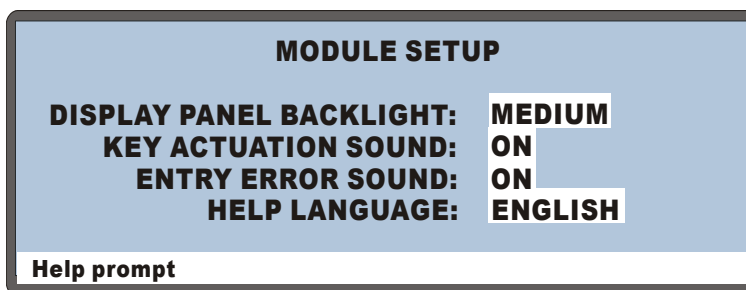 MODULE SETUP
DISPLAY PANEL BACKLIGHT: MEDIUM
KEY ACTUATION SOUND: ON
ENTRY ERROR SOUND: ON
HELP LANGUAGE: ENGLISH
Help prompt